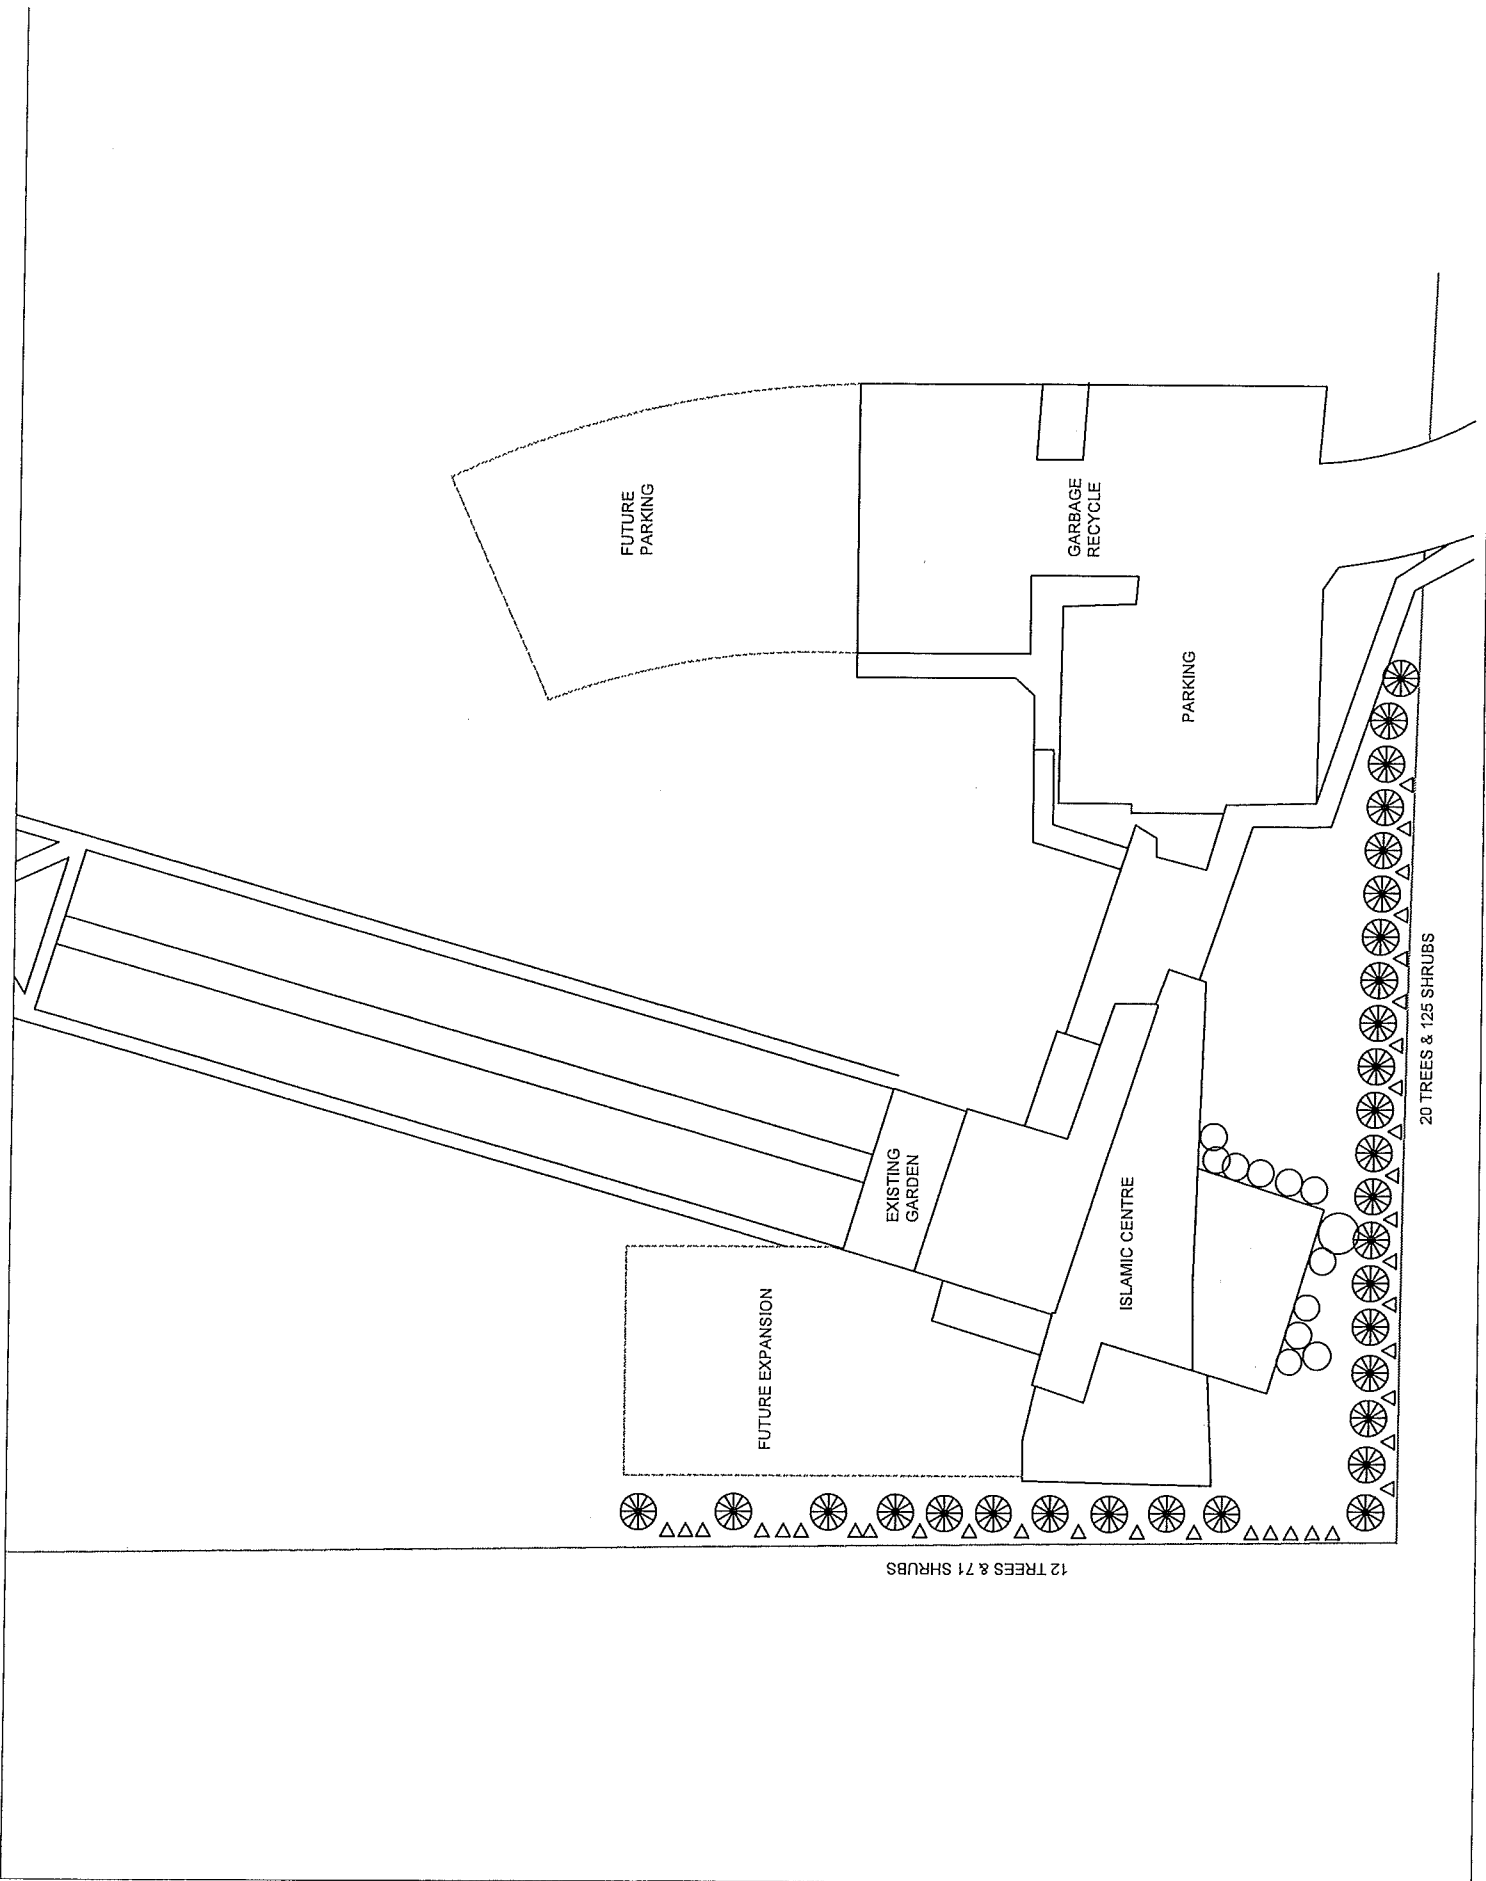 FUTURE
PARKING
GARBAGE
RECYCLE
PARKING
EXISTING
GARDEN
ISLAMIC CENTRE
FUTURE EXPANSION
20 TREES & 125 SHRUBS
12 TREES & 71 SHRUBS